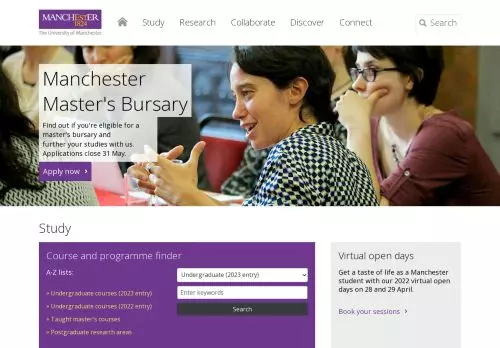 MANCHESTER
1824
The University of Manchester
Study
Research
Collaborate
Discover
Connect
Search
Manchester
Master's Bursary
Find out if you're eligible for a
master's bursary and
further your studies with us.
Applications close 31 May.
Apply now
Study
Course and programme finder
A-Z lists:
» Undergraduate courses (2023 entry)
» Undergraduate courses (2022 entry)
» Taught master's courses
» Postgraduate research areas
Undergraduate (2023 entry)
Enter keywords
Search
Virtual open days
Get a taste of life as a Manchester
student with our 2022 virtual open
days on 28 and 29 April.
Book your sessions